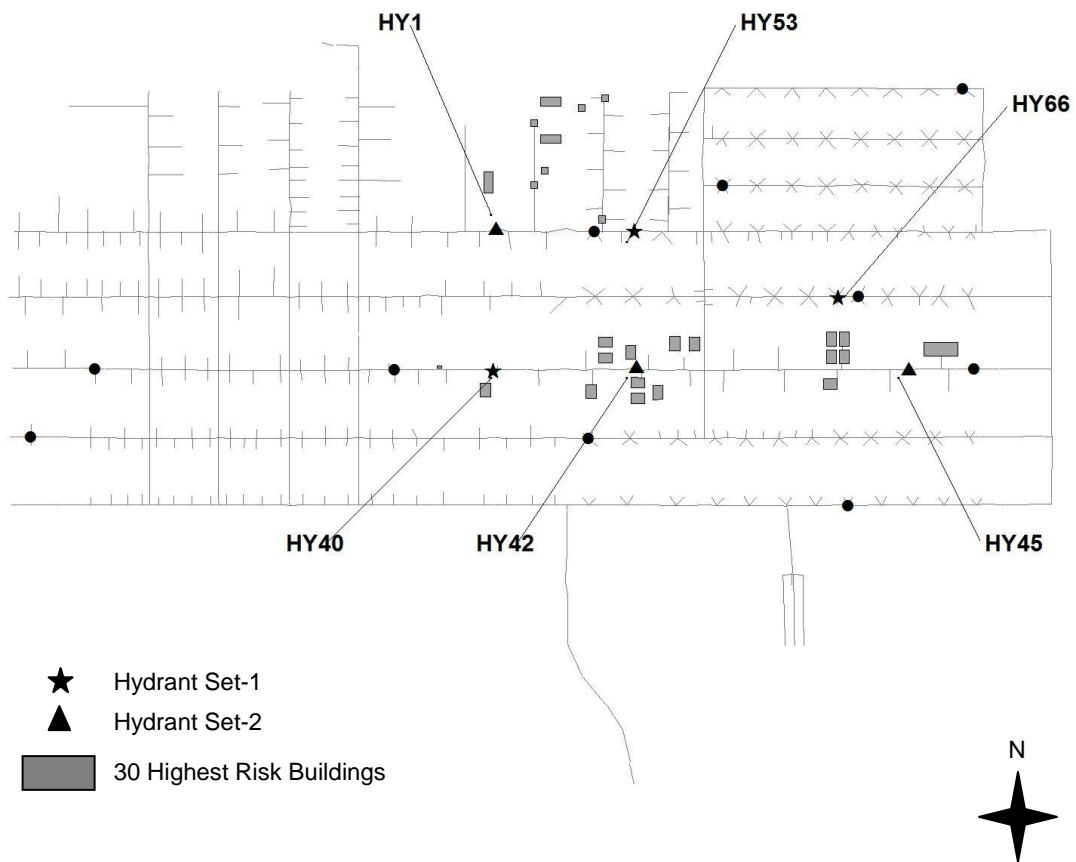 HY1
HY53
HY66
HY40
HY42
HY45
Hydrant Set-1
Hydrant Set-2
30 Highest Risk Buildings
N